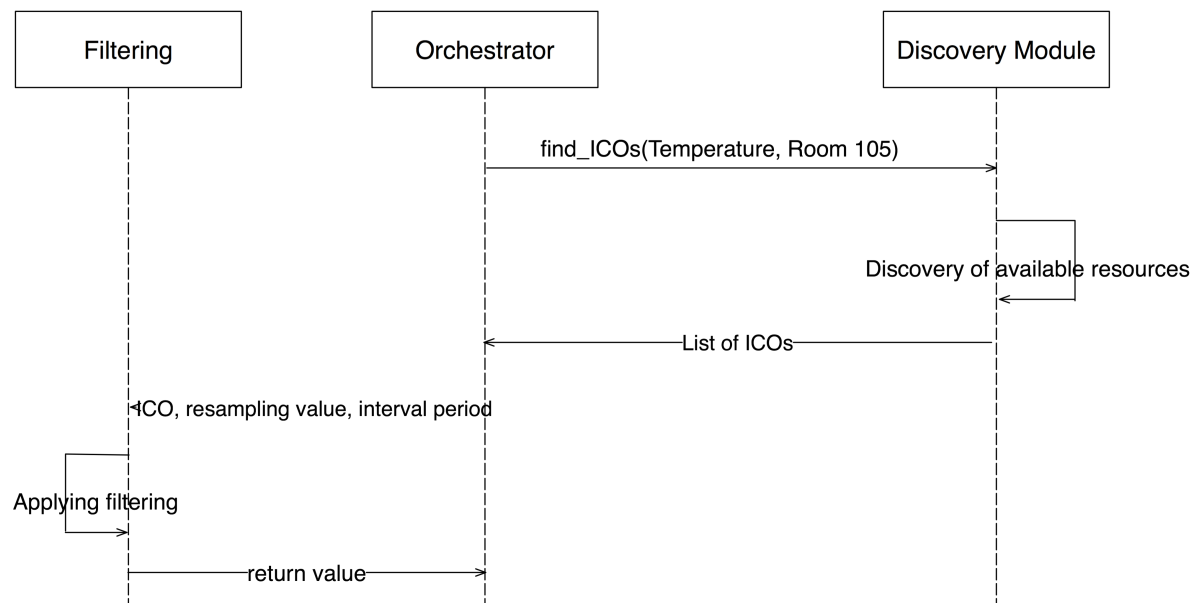 Filtering
Orchestrator
Discovery Module
find_ICOs(Temperature, Room 105)
Discovery of available resources
List of ICOs
ICO, resampling value, interval period
Applying filtering
return value